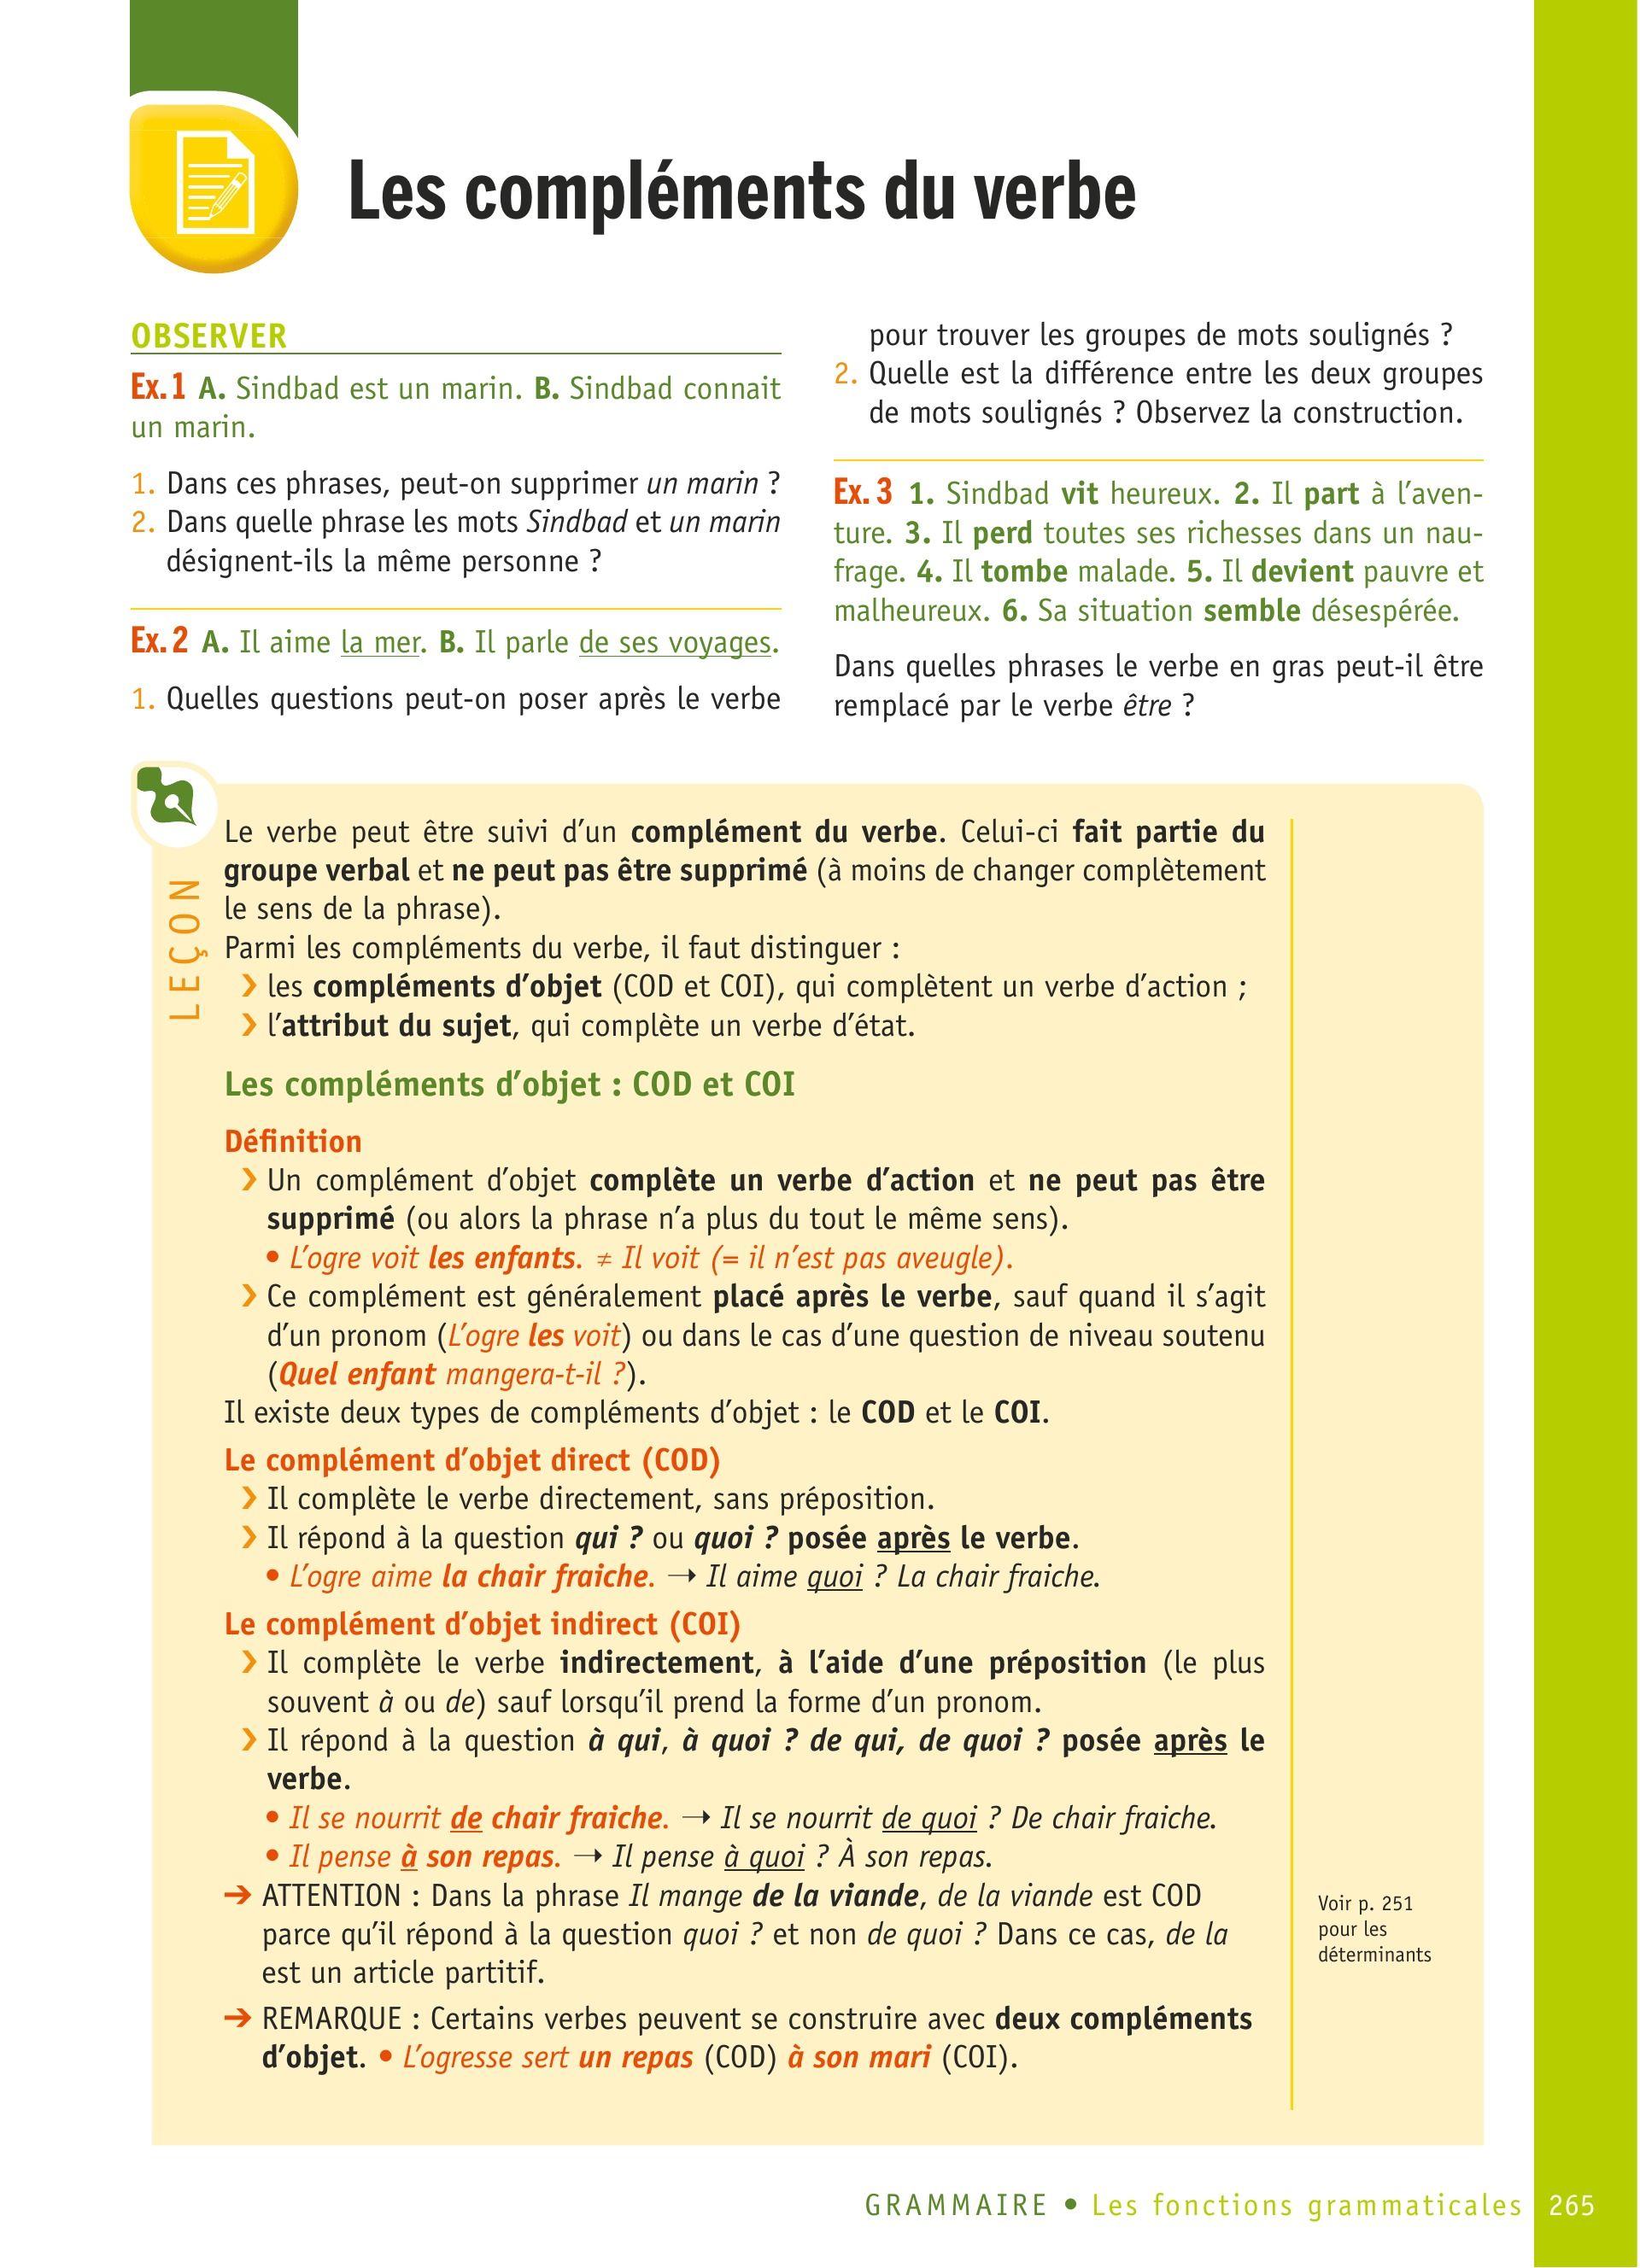 Les compléments du verbe
OBSERVER
Ex. 1 A. Sindbad est un marin. B. Sindbad connait
un marin.
1. Dans ces phrases, peut-on supprimer un marin ?
2. Dans quelle phrase les mots Sindbad et un marin
désignent-ils la même personne ?
Ex. 2 A. Il aime la mer. B. Il parle de ses voyages.
1. Quelles questions peut-on poser après le verbe
pour trouver les groupes de mots soulignés ?
2. Quelle est la différence entre les deux groupes
de mots soulignés ? Observez la construction.
Ex. 3 1. Sindbad vit heureux. 2. Il part à l’aven-
ture. 3. Il perd toutes ses richesses dans un nau-
frage. 4. Il tombe malade. 5. Il devient pauvre et
malheureux. 6. Sa situation semble désespérée.
Dans quelles phrases le verbe en gras peut-il être
remplacé par le verbe être ?
LEÇON
Le verbe peut être suivi d’un complément du verbe. Celui-ci fait partie du
groupe verbal et ne peut pas être supprimé (à moins de changer complètement
le sens de la phrase).
Parmi les compléments du verbe, il faut distinguer :
❯ les compléments d’objet (COD et COI), qui complètent un verbe d’action ;
❯ l’attribut du sujet, qui complète un verbe d’état.
Les compléments d’objet : COD et COI
Définition
❯ Un complément d’objet complète un verbe d’action et ne peut pas être
supprimé (ou alors la phrase n’a plus du tout le même sens).
• L’ogre voit les enfants. ≠ Il voit (= il n’est pas aveugle).
❯ Ce complément est généralement placé après le verbe, sauf quand il s’agit
d’un pronom (L’ogre les voit) ou dans le cas d’une question de niveau soutenu
(Quel enfant mangera-t-il ?).
Il existe deux types de compléments d’objet : le COD et le COI.
Le complément d’objet direct (COD)
❯ Il complète le verbe directement, sans préposition.
❯ Il répond à la question qui ? ou quoi ? posée après le verbe.
• L’ogre aime la chair fraiche. → Il aime quoi ? La chair fraiche.
Le complément d’objet indirect (COI)
❯ Il complète le verbe indirectement, à l’aide d’une préposition (le plus
souvent à ou de) sauf lorsqu’il prend la forme d’un pronom.
❯ Il répond à la question à qui, à quoi ? de qui, de quoi ? posée après le
verbe.
• Il se nourrit de chair fraiche. → Il se nourrit de quoi ? De chair fraiche.
• Il pense à son repas. → Il pense à quoi ? À son repas.
➔ ATTENTION : Dans la phrase Il mange de la viande, de la viande est COD
parce qu’il répond à la question quoi ? et non de quoi ? Dans ce cas, de la
est un article partitif.
Voir p. 251
pour les
déterminants
➔ REMARQUE : Certains verbes peuvent se construire avec deux compléments
d’objet. • L’ogresse sert un repas (COD) à son mari (COI).
GRAMMAIRE • Les fonctions grammaticales 265